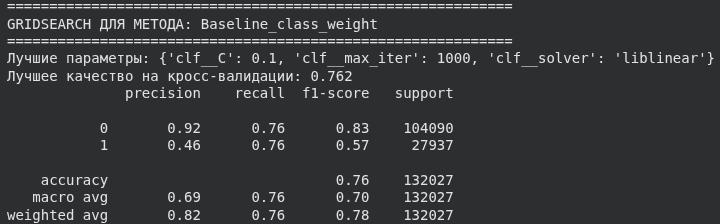 ============================================================
GRIDSEARCH ДЛЯ МЕТОДА: Baseline_class_weight
============================================================
Лучшие параметры: {'clf__C': 0.1, 'clf__max_iter': 1000, 'clf__solver': 'liblinear'}
Лучшее качество на кросс-валидации: 0.762
              precision    recall  f1-score   support

           0       0.92      0.76      0.83    104090
           1       0.46      0.76      0.57     27937

    accuracy                           0.76    132027
   macro avg       0.69      0.76      0.70    132027
weighted avg       0.82      0.76      0.78    132027